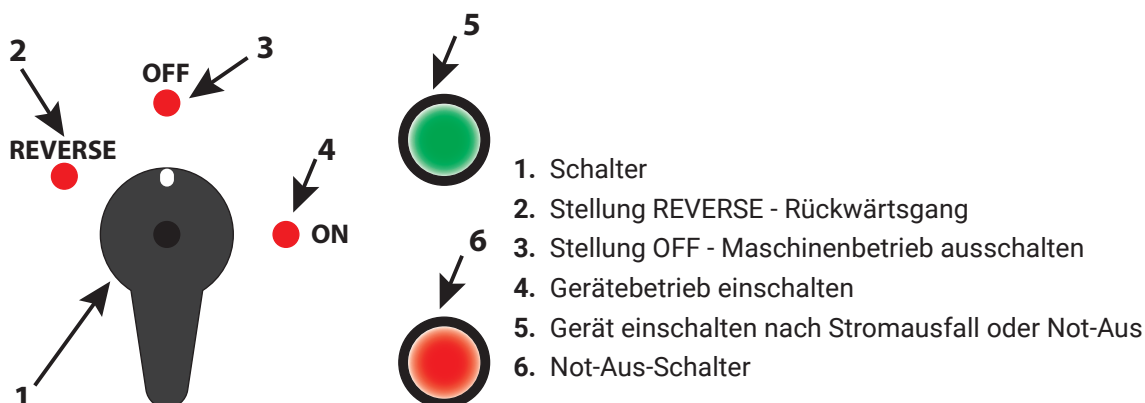 5
2
3
OFF
REVERSE
4
ON
6
1
1. Schalter
2. Stellung REVERSE - Rückwärtsgang
3. Stellung OFF - Maschinenbetrieb ausschalten
4. Gerätebetrieb einschalten
5. Gerät einschalten nach Stromausfall oder Not-Aus
6. Not-Aus-Schalter